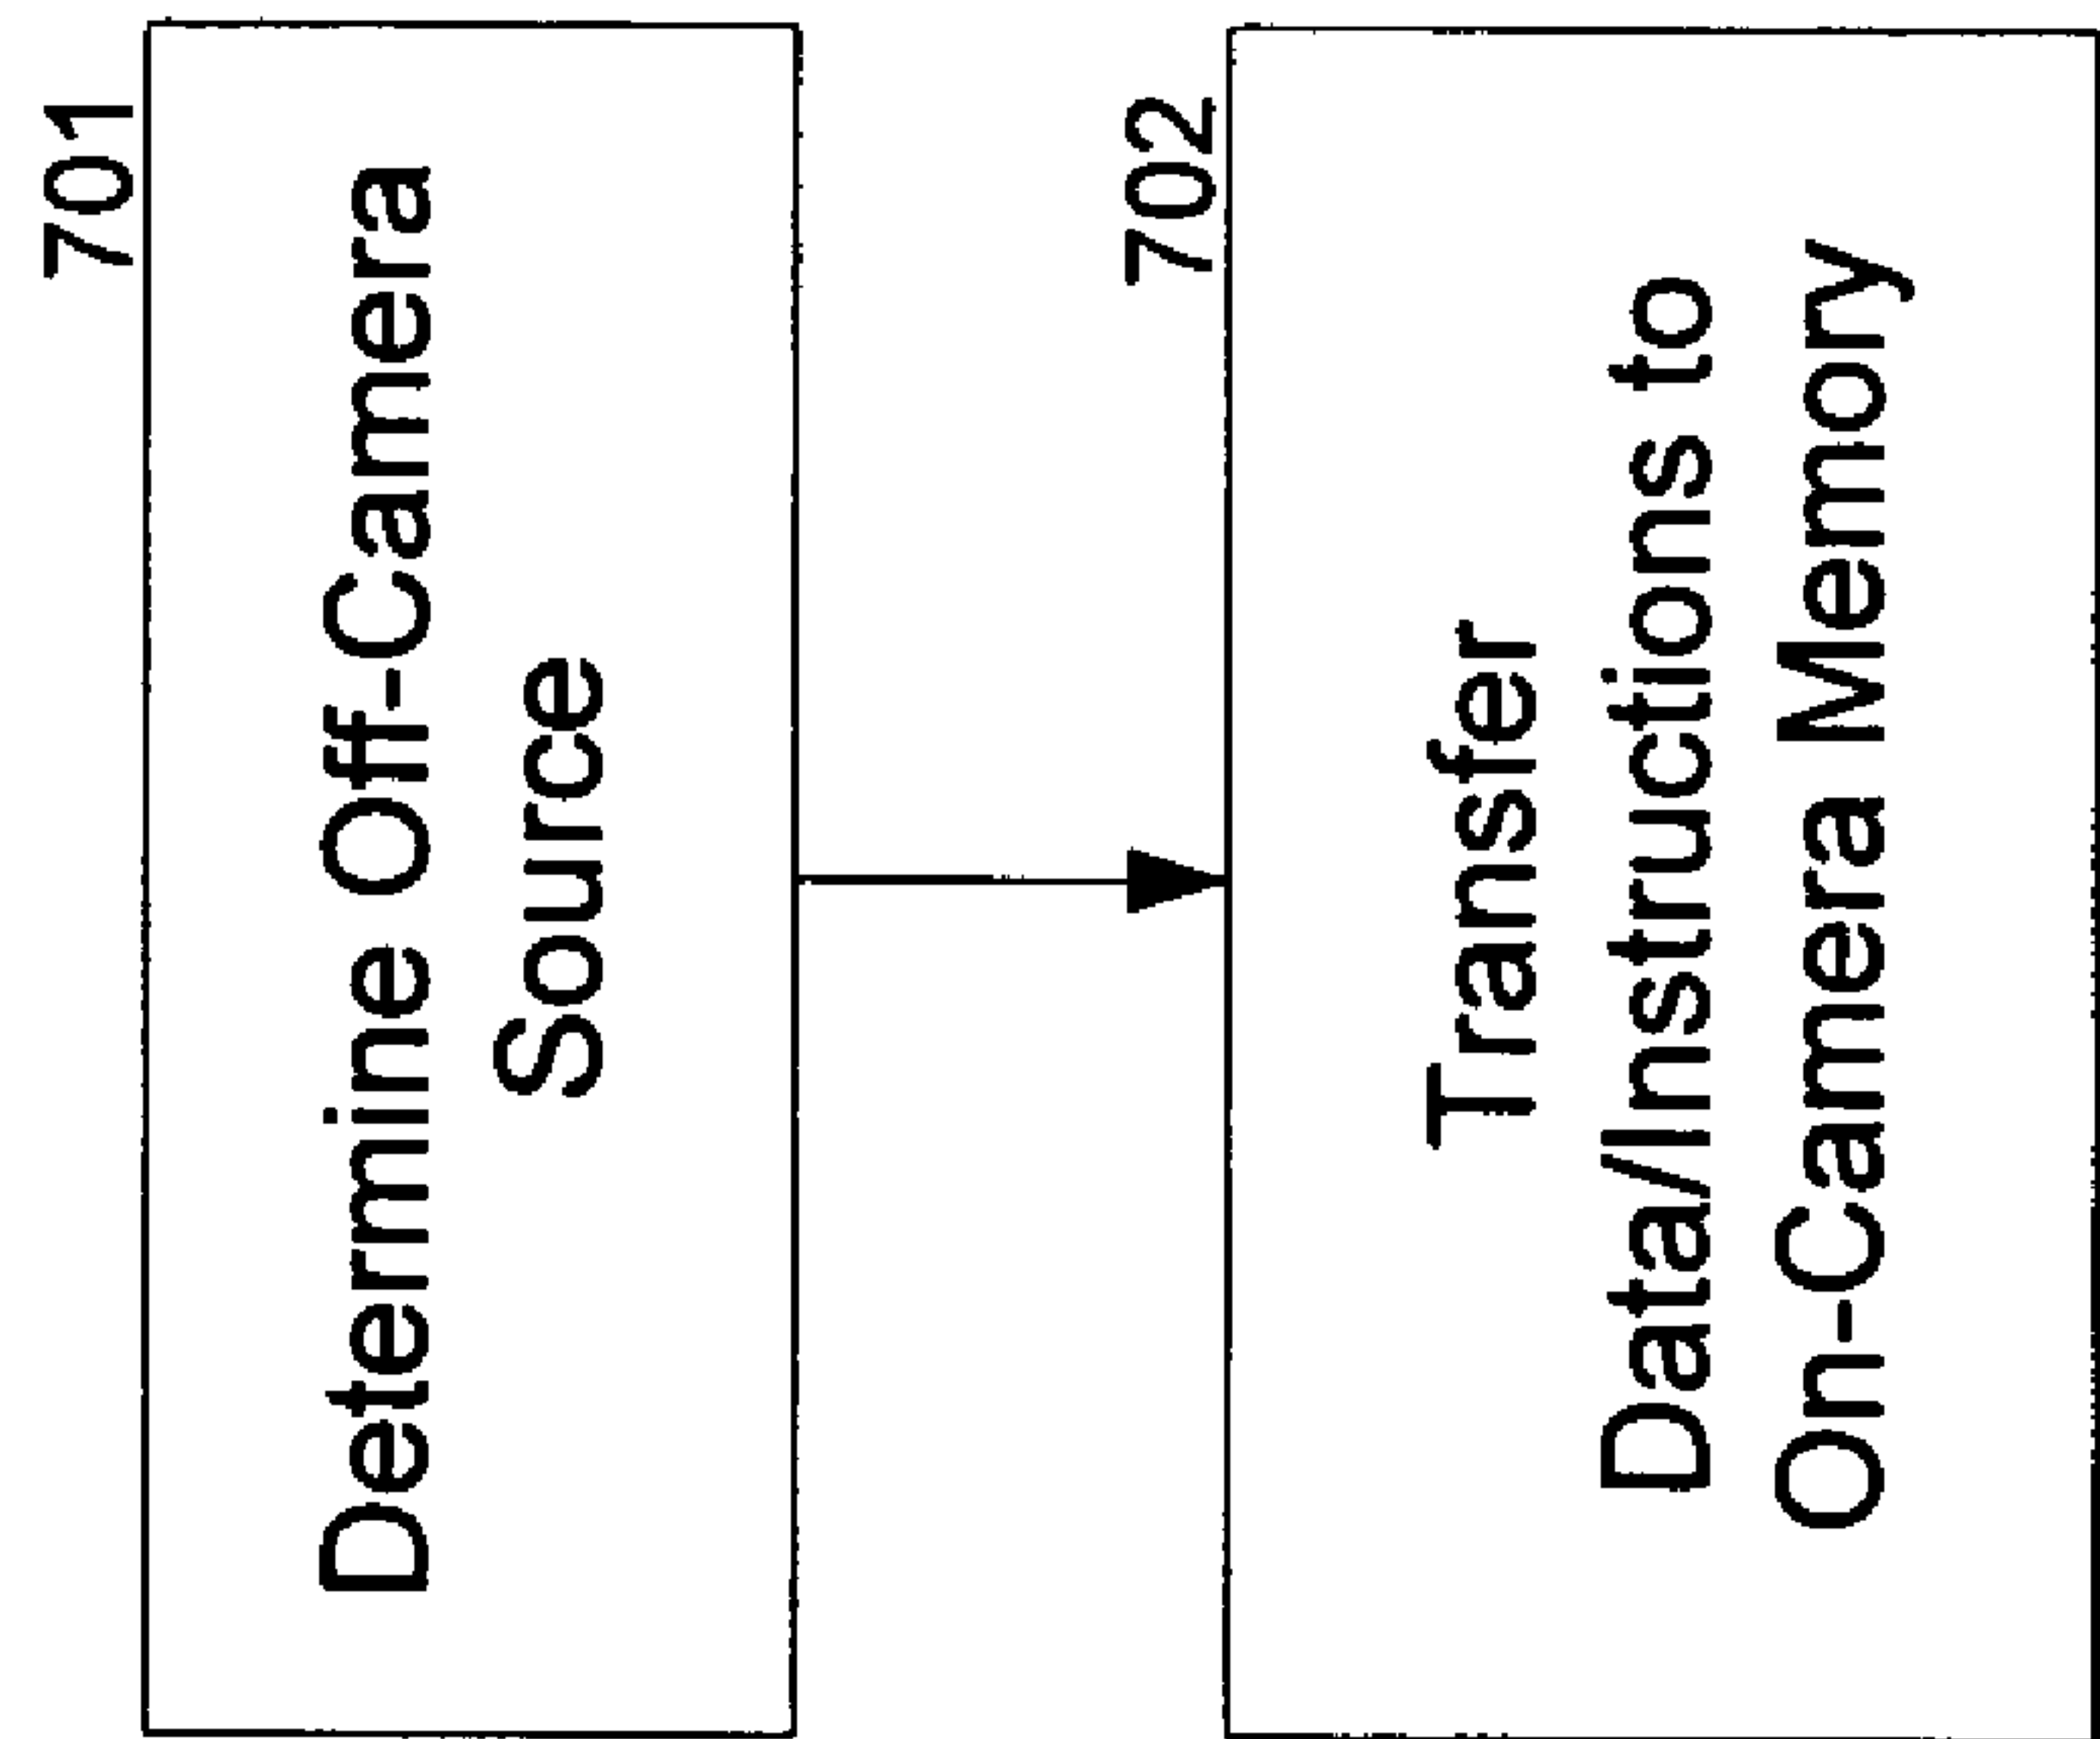 701
Determine Off-Camera
Source
702
Transfer
Data/Instructions to
On-Camera Memory